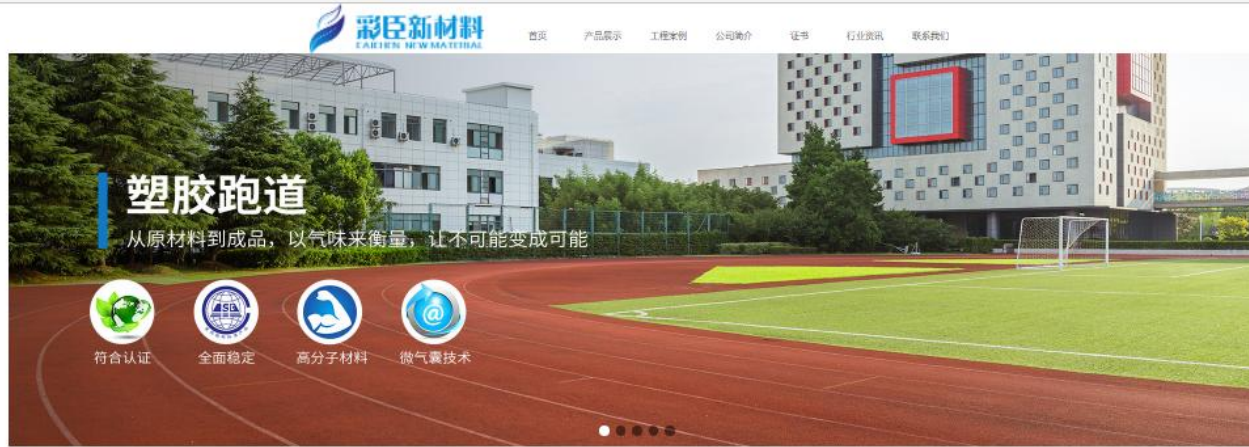 彩臣新材料
CAICHEN NEW MATERIAL
首页 产品展示 工程案例 公司简介 证书 行业资讯 联系我们
塑胶跑道
从原材料到成品，以气味来衡量，让不可能变成可能
@
符合认证 全面稳定 高分子材料 微气囊技术